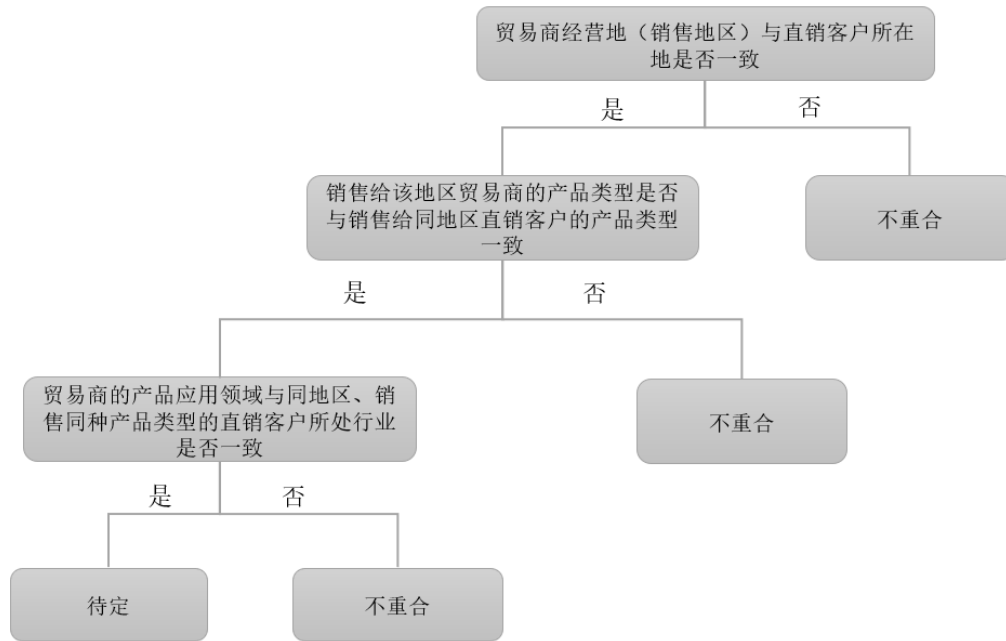 贸易商经营地（销售地区）与直销客户所在
地是否一致
是
否
销售给该地区贸易商的产品类型是否
与销售给同地区直销客户的产品类型
一致
不重合
是
否
贸易商的产品应用领域与同地区、销
售同种产品类型的直销客户所处行业
是否一致
不重合
是
否
待定
不重合